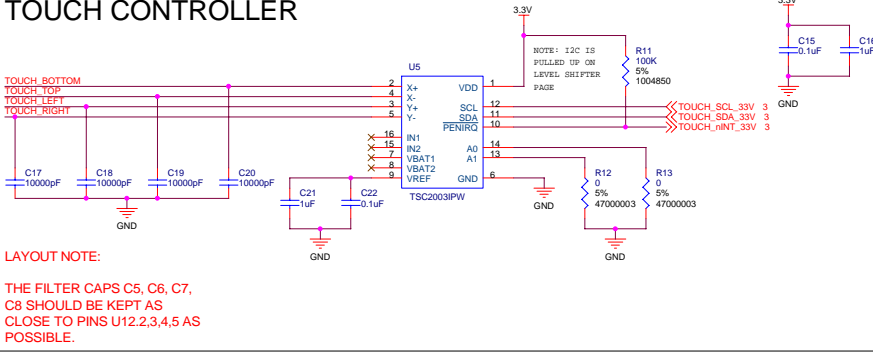 TOUCH CONTROLLER
3.3V
3.3V
C15
0.1uF
C16
1uF
GND
NOTE: I2C IS
PULLED UP ON
LEVEL SHIFTER
PAGE
R11
100K
5%
1004850
U5
TOUCH_BOTTOM
TOUCH_TOP
TOUCH_LEFT
TOUCH_RIGHT
2 X+
4 X-
3 Y+
5 Y-
16 IN1
15 IN2
7 VBAT1
8 VBAT2
9 VREF
VDD 1
SCL 12
SDA 11
PENIRQ 10
A0 14
A1 13
GND 6
TSC2003IPW
TOUCH_SCL_33V 3
TOUCH_SDA_33V 3
TOUCH_nINT_33V 3
C17
10000pF
C18
10000pF
C19
10000pF
C20
10000pF
GND
C21
1uF
C22
0.1uF
GND
GND
R12
0
5%
47000003
R13
0
5%
47000003
GND
LAYOUT NOTE:
THE FILTER CAPS C5, C6, C7,
C8 SHOULD BE KEPT AS
CLOSE TO PINS U12.2,3,4,5 AS
POSSIBLE.